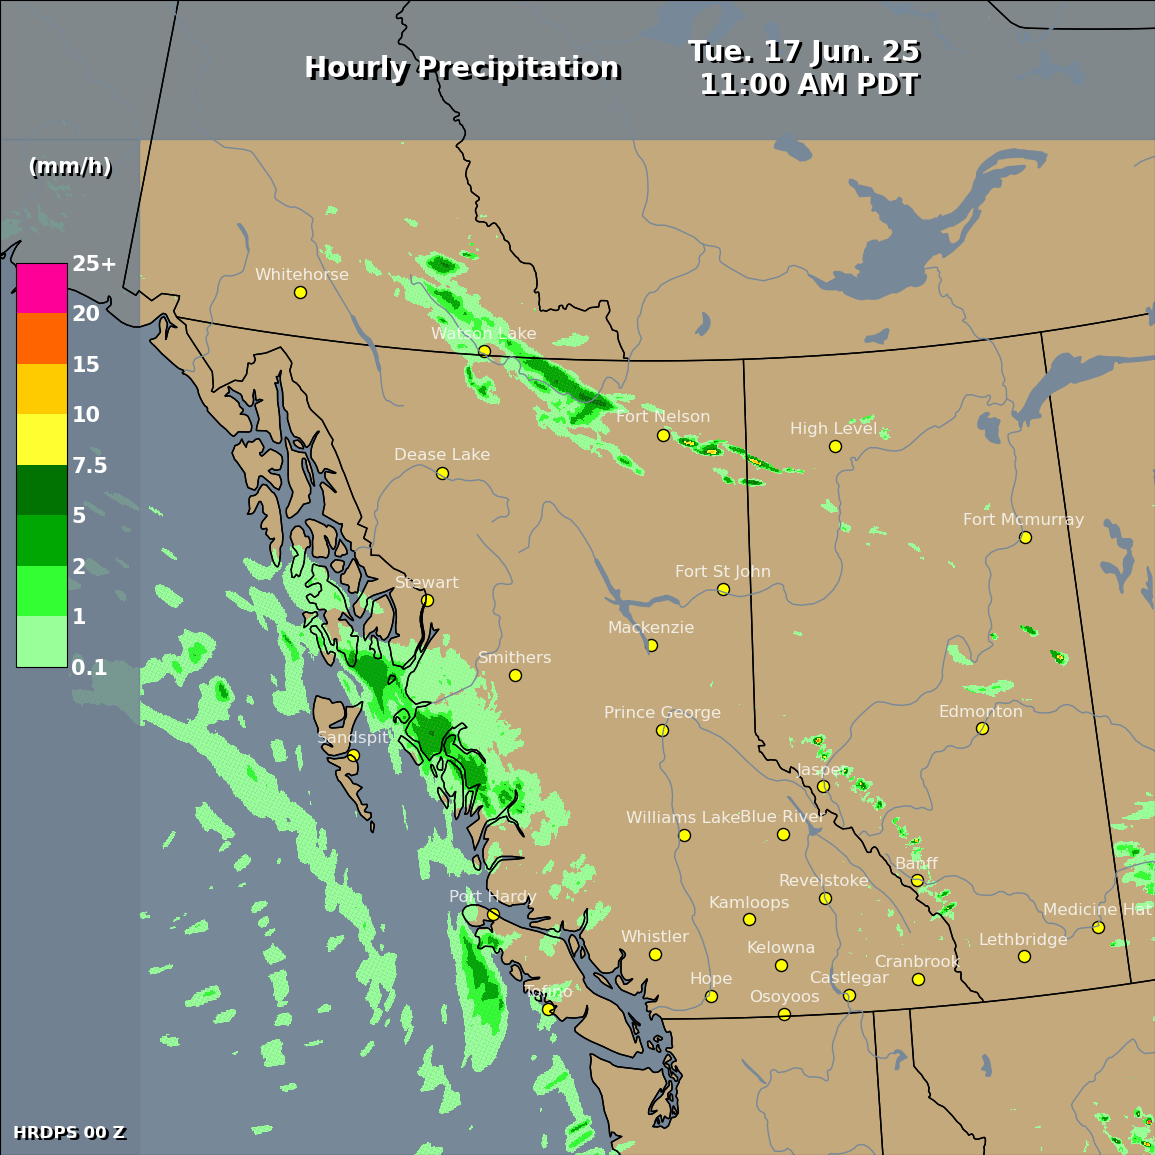 Hourly Precipitation
Tue. 17 Jun. 25
11:00 AM PDT
(mm/h)
25+
20
15
10
7.5
5
2
1
0.1
Whitehorse
Watson Lake
Fort Nelson
High Level
Dease Lake
Fort Mcmurray
Stewart
Fort St John
Mackenzie
Smithers
Prince George
Edmonton
Sandspit
Jasper
Williams Lake
Blue River
Banff
Revelstoke
Port Hardy
Kamloops
Medicine Hat
Whistler
Kelowna
Lethbridge
Cranbrook
Hope
Castlegar
Tofino
Osoyoos
HRDPS 00 Z